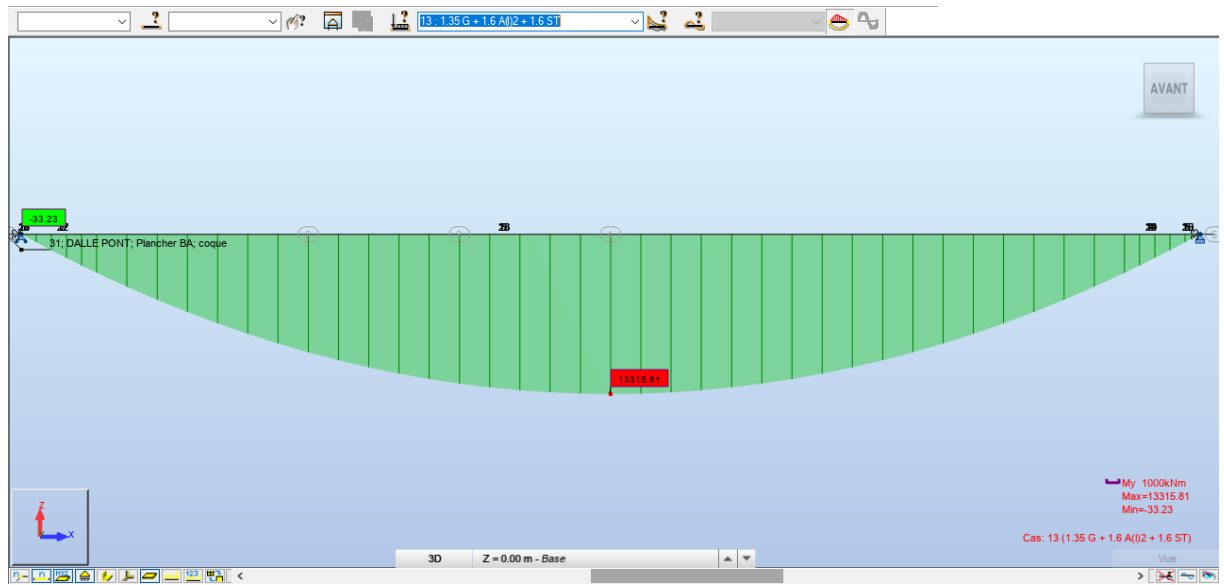 13 : 1.35 G + 1.6 A(l)2 + 1.6 ST
AVANT
-33.23
31; DALLE PONT; Plancher BA; coque
13315.81
My 1000kNm
Max=13315.81
Min=-33.23
Cas: 13 (1.35 G + 1.6 A(l)2 + 1.6 ST)
Z
X
3D
Z = 0.00 m - Base
Vue